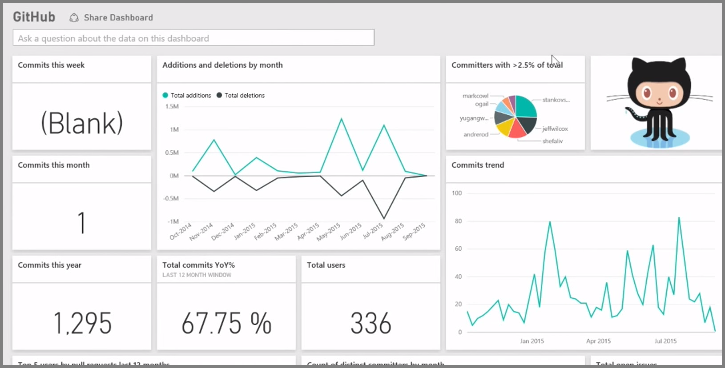 GitHub
Share Dashboard
Ask a question about the data on this dashboard
Commits this week
(Blank)
Additions and deletions by month
Total additions
Total deletions
1.5M
1.0M
0.5M
0.0M
-0.5M
-1M
Oct-2014
Nov-2014
Dec-2014
Jan-2015
Feb-2015
Mar-2015
Apr-2015
May-2015
Jun-2015
Jul-2015
Aug-2015
Sep-2015
Committers with >2.5% of total
markcowl
ogail
yugangw...
andrerod
stankovs...
jeffwilcox
shefaliv
Commits this month
1
Commits trend
100
80
60
40
20
0
Jan 2015
Apr 2015
Jul 2015
Commits this year
1,295
Total commits YoY%
LAST 12 MONTH WINDOW
67.75 %
Total users
336
Top 5 users by pull requests last 12 months
Count of distinct committers by month
Total open issues